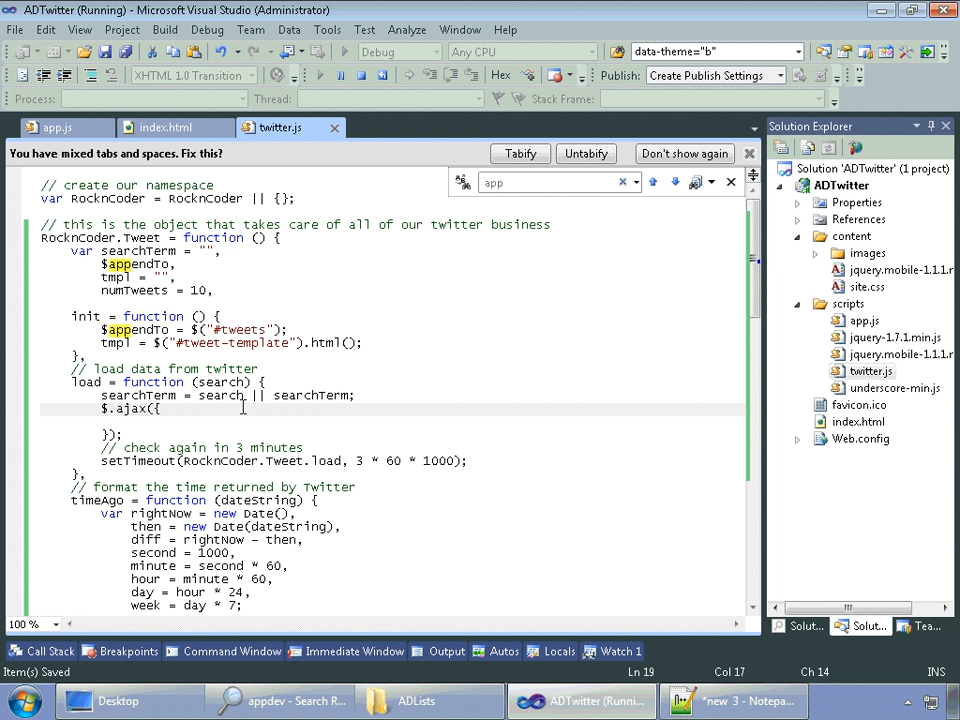 ADTwitter (Running) - Microsoft Visual Studio (Administrator)
File Edit View Project Build Debug Team Data Tools Test Analyze Window Help
Debug Any CPU data-theme="b"
XHTML 1.0 Transition Hex Publish: Create Publish Settings
Process: Thread: Stack Frame:
app.js index.html twitter.js
Solution Explorer
You have mixed tabs and spaces. Fix this? Tabify Untabify Don't show again
app
// create our namespace
var RocknCoder = RocknCoder || {};
// this is the object that takes care of all of our twitter business
RocknCoder.Tweet = function () {
var searchTerm = "",
$appendTo,
tmpl = "",
numTweets = 10,
init = function () {
$appendTo = $("#tweets");
tmpl = $("#tweet-template").html();
},
// load data from twitter
load = function (search) {
searchTerm = search || searchTerm;
$.ajax({
});
// check again in 3 minutes
setTimeout(RocknCoder.Tweet.load, 3 * 60 * 1000);
},
// format the time returned by Twitter
timeAgo = function (dateString) {
var rightNow = new Date(),
then = new Date(dateString),
diff = rightNow - then,
second = 1000,
minute = second * 60,
hour = minute * 60,
day = hour * 24,
week = day * 7;
100 %
Solution 'ADTwitter' (1 project)
ADTwitter
Properties
References
content
images
jquery.mobile-1.1.1.r
site.css
scripts
app.js
jquery-1.7.1.min.js
jquery.mobile-1.1.1.r
twitter.js
underscore-min.js
favicon.ico
index.html
Web.config
Solut... Solut... Tea...
Call Stack Breakpoints Command Window Immediate Window Output Autos Locals Watch 1
Item(s) Saved Ln 19 Col 17 Ch 14 INS
Desktop appdev - Search R... ADLists ADTwitter (Runnin... *new 3 - Notepa...